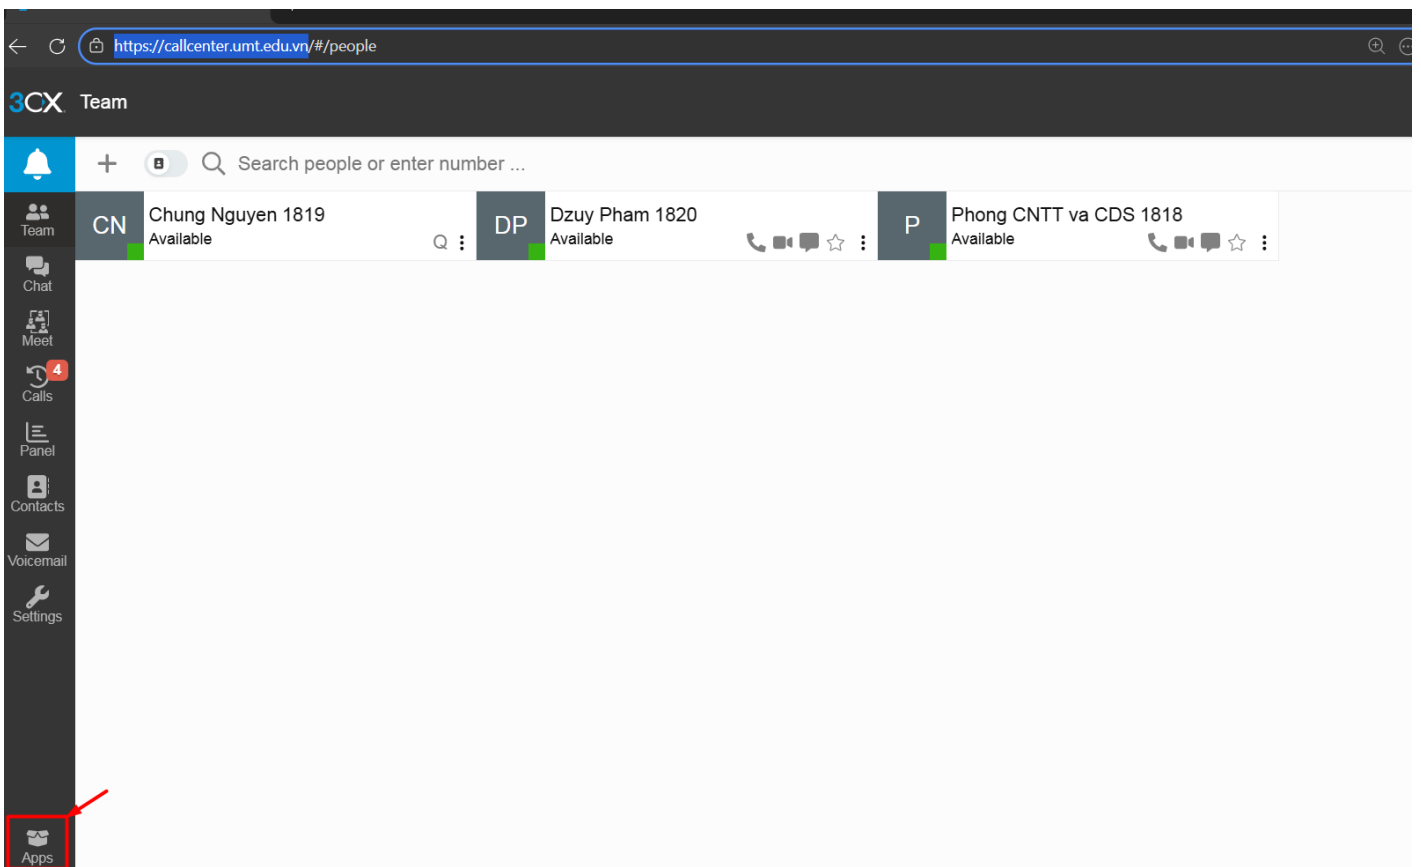 https://callcenter.umt.edu.vn/#/people
3CX Team
Search people or enter number ...
Team
CN
Chung Nguyen 1819
Available
Q
DP
Dzuy Pham 1820
Available
P
Phong CNTT va CDS 1818
Available
Chat
Meet
4
Calls
Panel
Contacts
Voicemail
Settings
Apps